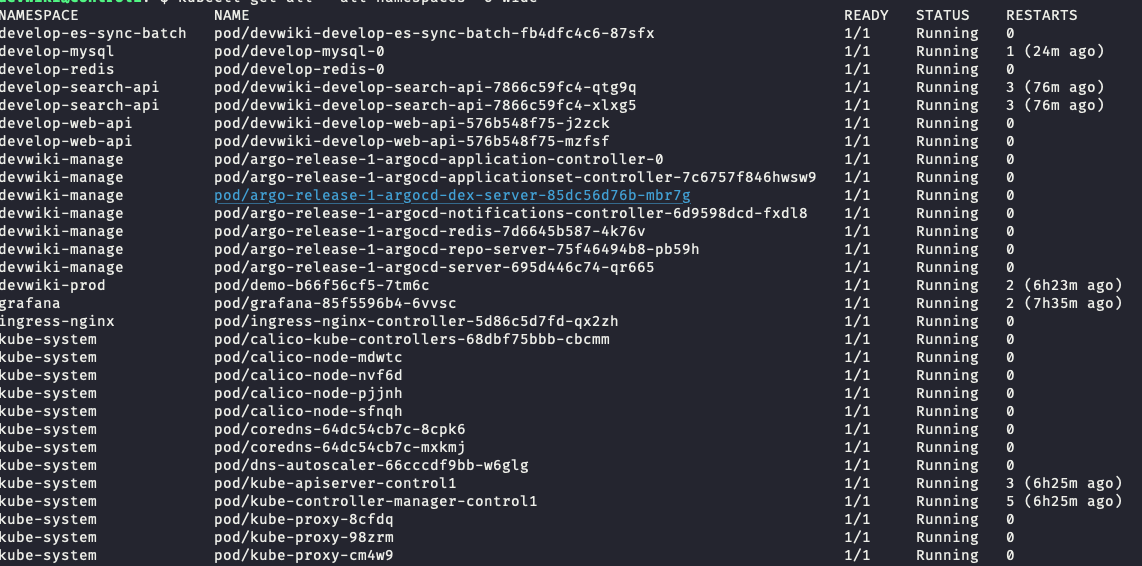 NAMESPACE NAME READY STATUS RESTARTS
develop-es-sync-batch pod/devwiki-develop-es-sync-batch-fb4dfc4c6-87sfx 1/1 Running 0
develop-mysql pod/develop-mysql-0 1/1 Running 1 (24m ago)
develop-redis pod/develop-redis-0 1/1 Running 0
develop-search-api pod/devwiki-develop-search-api-7866c59fc4-qtg9q 1/1 Running 3 (76m ago)
develop-search-api pod/devwiki-develop-search-api-7866c59fc4-xlxg5 1/1 Running 3 (76m ago)
develop-web-api pod/devwiki-develop-web-api-576b548f75-j2zck 1/1 Running 0
develop-web-api pod/devwiki-develop-web-api-576b548f75-mzfsf 1/1 Running 0
devwiki-manage pod/argo-release-1-argocd-application-controller-0 1/1 Running 0
devwiki-manage pod/argo-release-1-argocd-applicationset-controller-7c6757f846hwsw9 1/1 Running 0
devwiki-manage pod/argo-release-1-argocd-dex-server-85dc56d76b-mbr7g 1/1 Running 0
devwiki-manage pod/argo-release-1-argocd-notifications-controller-6d9598dcd-fxdl8 1/1 Running 0
devwiki-manage pod/argo-release-1-argocd-redis-7d6645b587-4k76v 1/1 Running 0
devwiki-manage pod/argo-release-1-argocd-repo-server-75f46494b8-pb59h 1/1 Running 0
devwiki-manage pod/argo-release-1-argocd-server-695d446c74-qr665 1/1 Running 0
devwiki-prod pod/demo-b66f56cf5-7tm6c 1/1 Running 2 (6h23m ago)
grafana pod/grafana-85f5596b4-6vvsc 1/1 Running 2 (7h35m ago)
ingress-nginx pod/ingress-nginx-controller-5d86c5d7fd-qx2zh 1/1 Running 0
kube-system pod/calico-kube-controllers-68dbf75bbb-cbcmm 1/1 Running 0
kube-system pod/calico-node-mdwtc 1/1 Running 0
kube-system pod/calico-node-nvf6d 1/1 Running 0
kube-system pod/calico-node-pjjnh 1/1 Running 0
kube-system pod/calico-node-sfnqh 1/1 Running 0
kube-system pod/coredns-64dc54cb7c-8cpk6 1/1 Running 0
kube-system pod/coredns-64dc54cb7c-mxkmj 1/1 Running 0
kube-system pod/dns-autoscaler-66cccdf9bb-w6glg 1/1 Running 0
kube-system pod/kube-apiserver-control1 1/1 Running 3 (6h25m ago)
kube-system pod/kube-controller-manager-control1 1/1 Running 5 (6h25m ago)
kube-system pod/kube-proxy-8cfdq 1/1 Running 0
kube-system pod/kube-proxy-98zrm 1/1 Running 0
kube-system pod/kube-proxy-cm4w9 1/1 Running 0